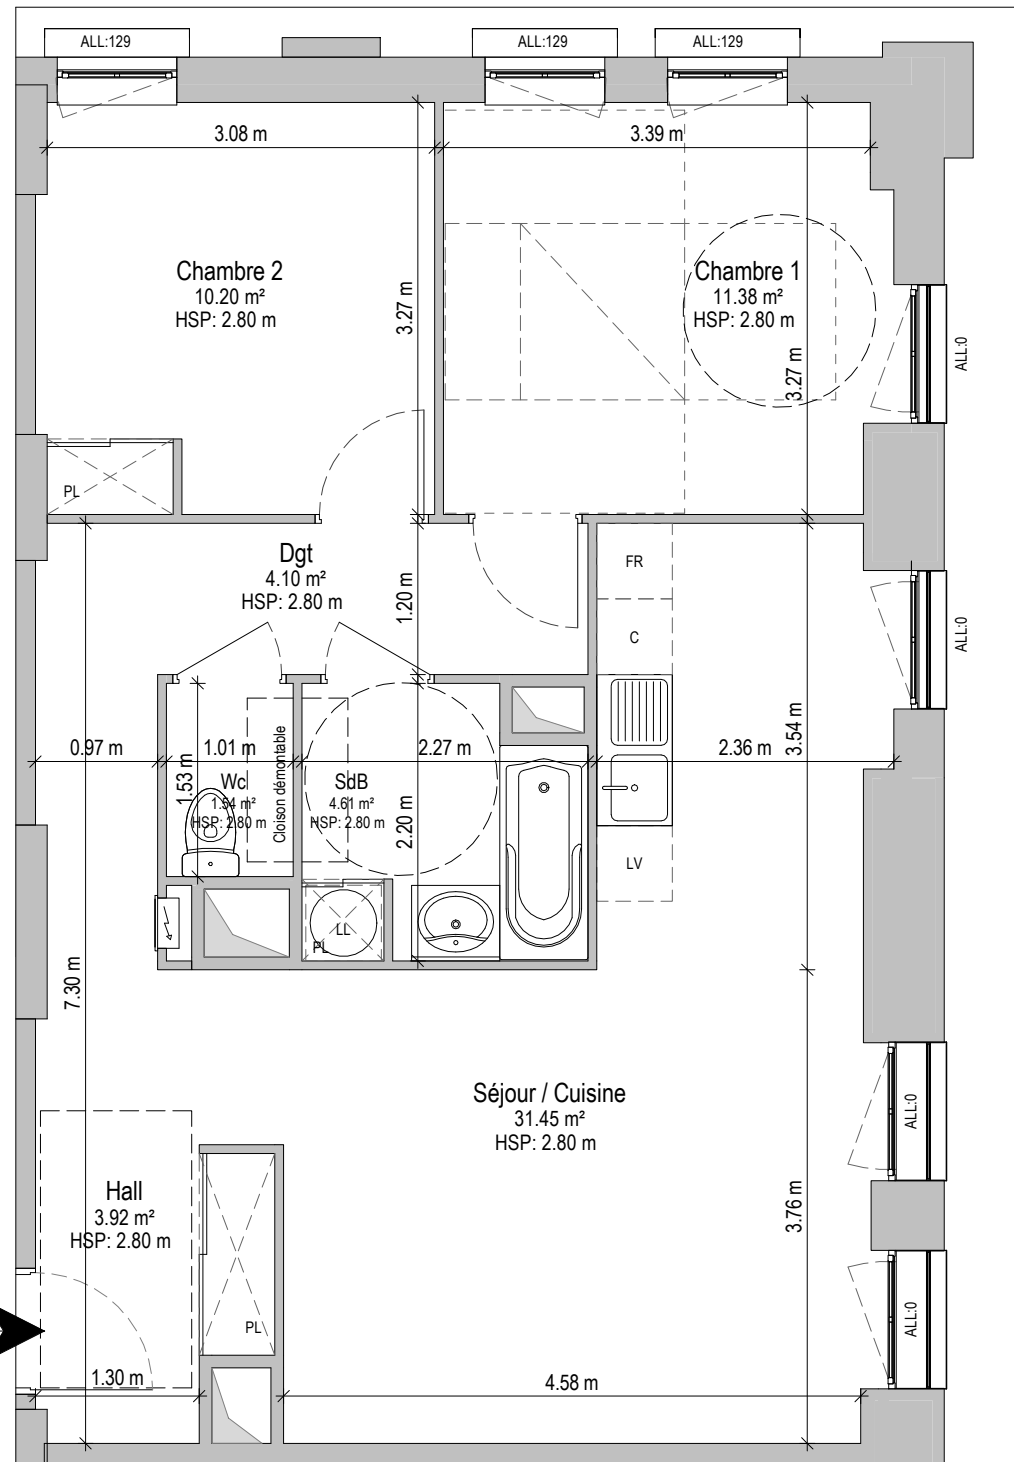 ALL:129
ALL:129
ALL:129
3.08 m
3.39 m
Chambre 2
10.20 m²
HSP: 2.80 m
3.27 m
Chambre 1
11.38 m²
HSP: 2.80 m
3.27 m
ALL:0
PL
Dgt
4.10 m²
HSP: 2.80 m
1.20 m
FR
C
ALL:0
0.97 m
1.01 m
2.27 m
2.36 m
3.54 m
1.53 m
Wc
1.54 m²
HSP: 2.80 m
Cloison démontable
SdB
4.61 m²
HSP: 2.80 m
2.20 m
LV
LL
PL
7.30 m
Séjour / Cuisine
31.45 m²
HSP: 2.80 m
ALL:0
Hall
3.92 m²
HSP: 2.80 m
3.76 m
PL
ALL:0
1.30 m
4.58 m